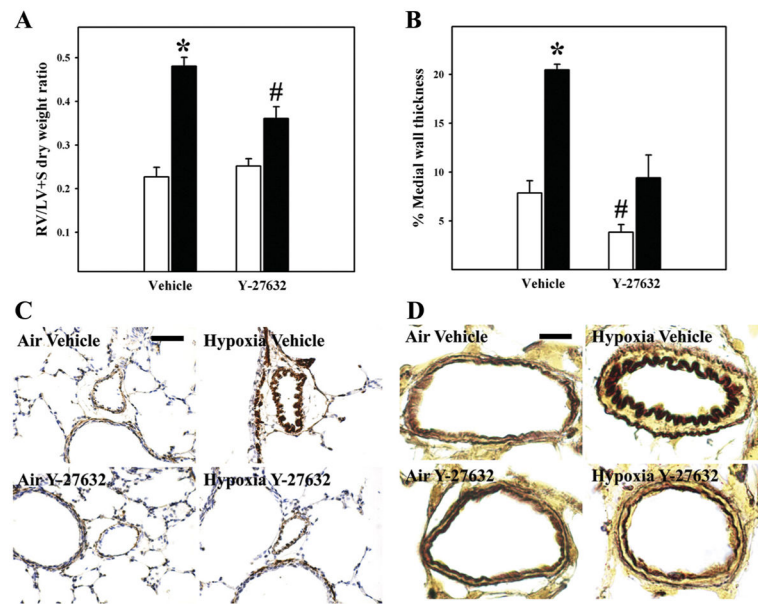 A
RV/LV+S dry weight ratio
0.5
0.4
0.3
0.2
0.1
*
#
Vehicle
Y-27632
B
% Medial wall thickness
20
15
10
5
*
#
Vehicle
Y-27632
C
Air Vehicle
Hypoxia Vehicle
Air Y-27632
Hypoxia Y-27632
D
Air Vehicle
Hypoxia Vehicle
Air Y-27632
Hypoxia Y-27632